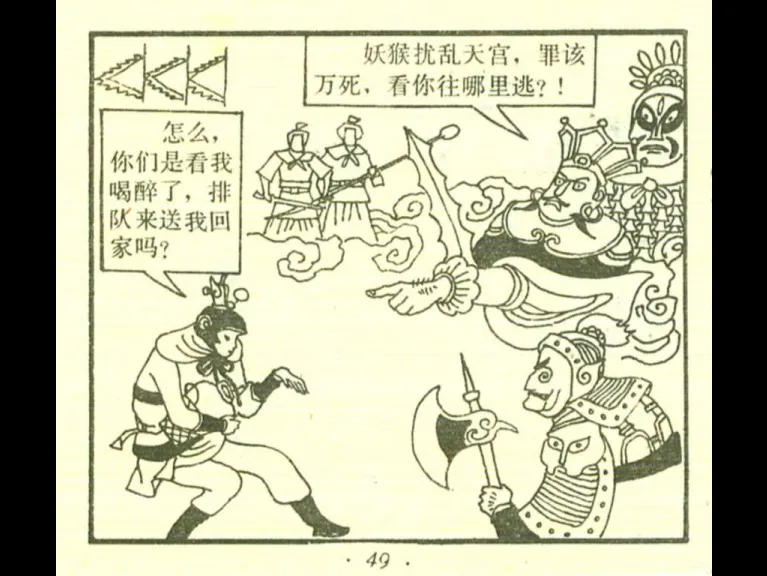 妖猴扰乱天宫，罪该
万死，看你往哪里逃？！
怎么，
你们是看我
喝醉了，排
队来送我回
家吗？
· 49 ·